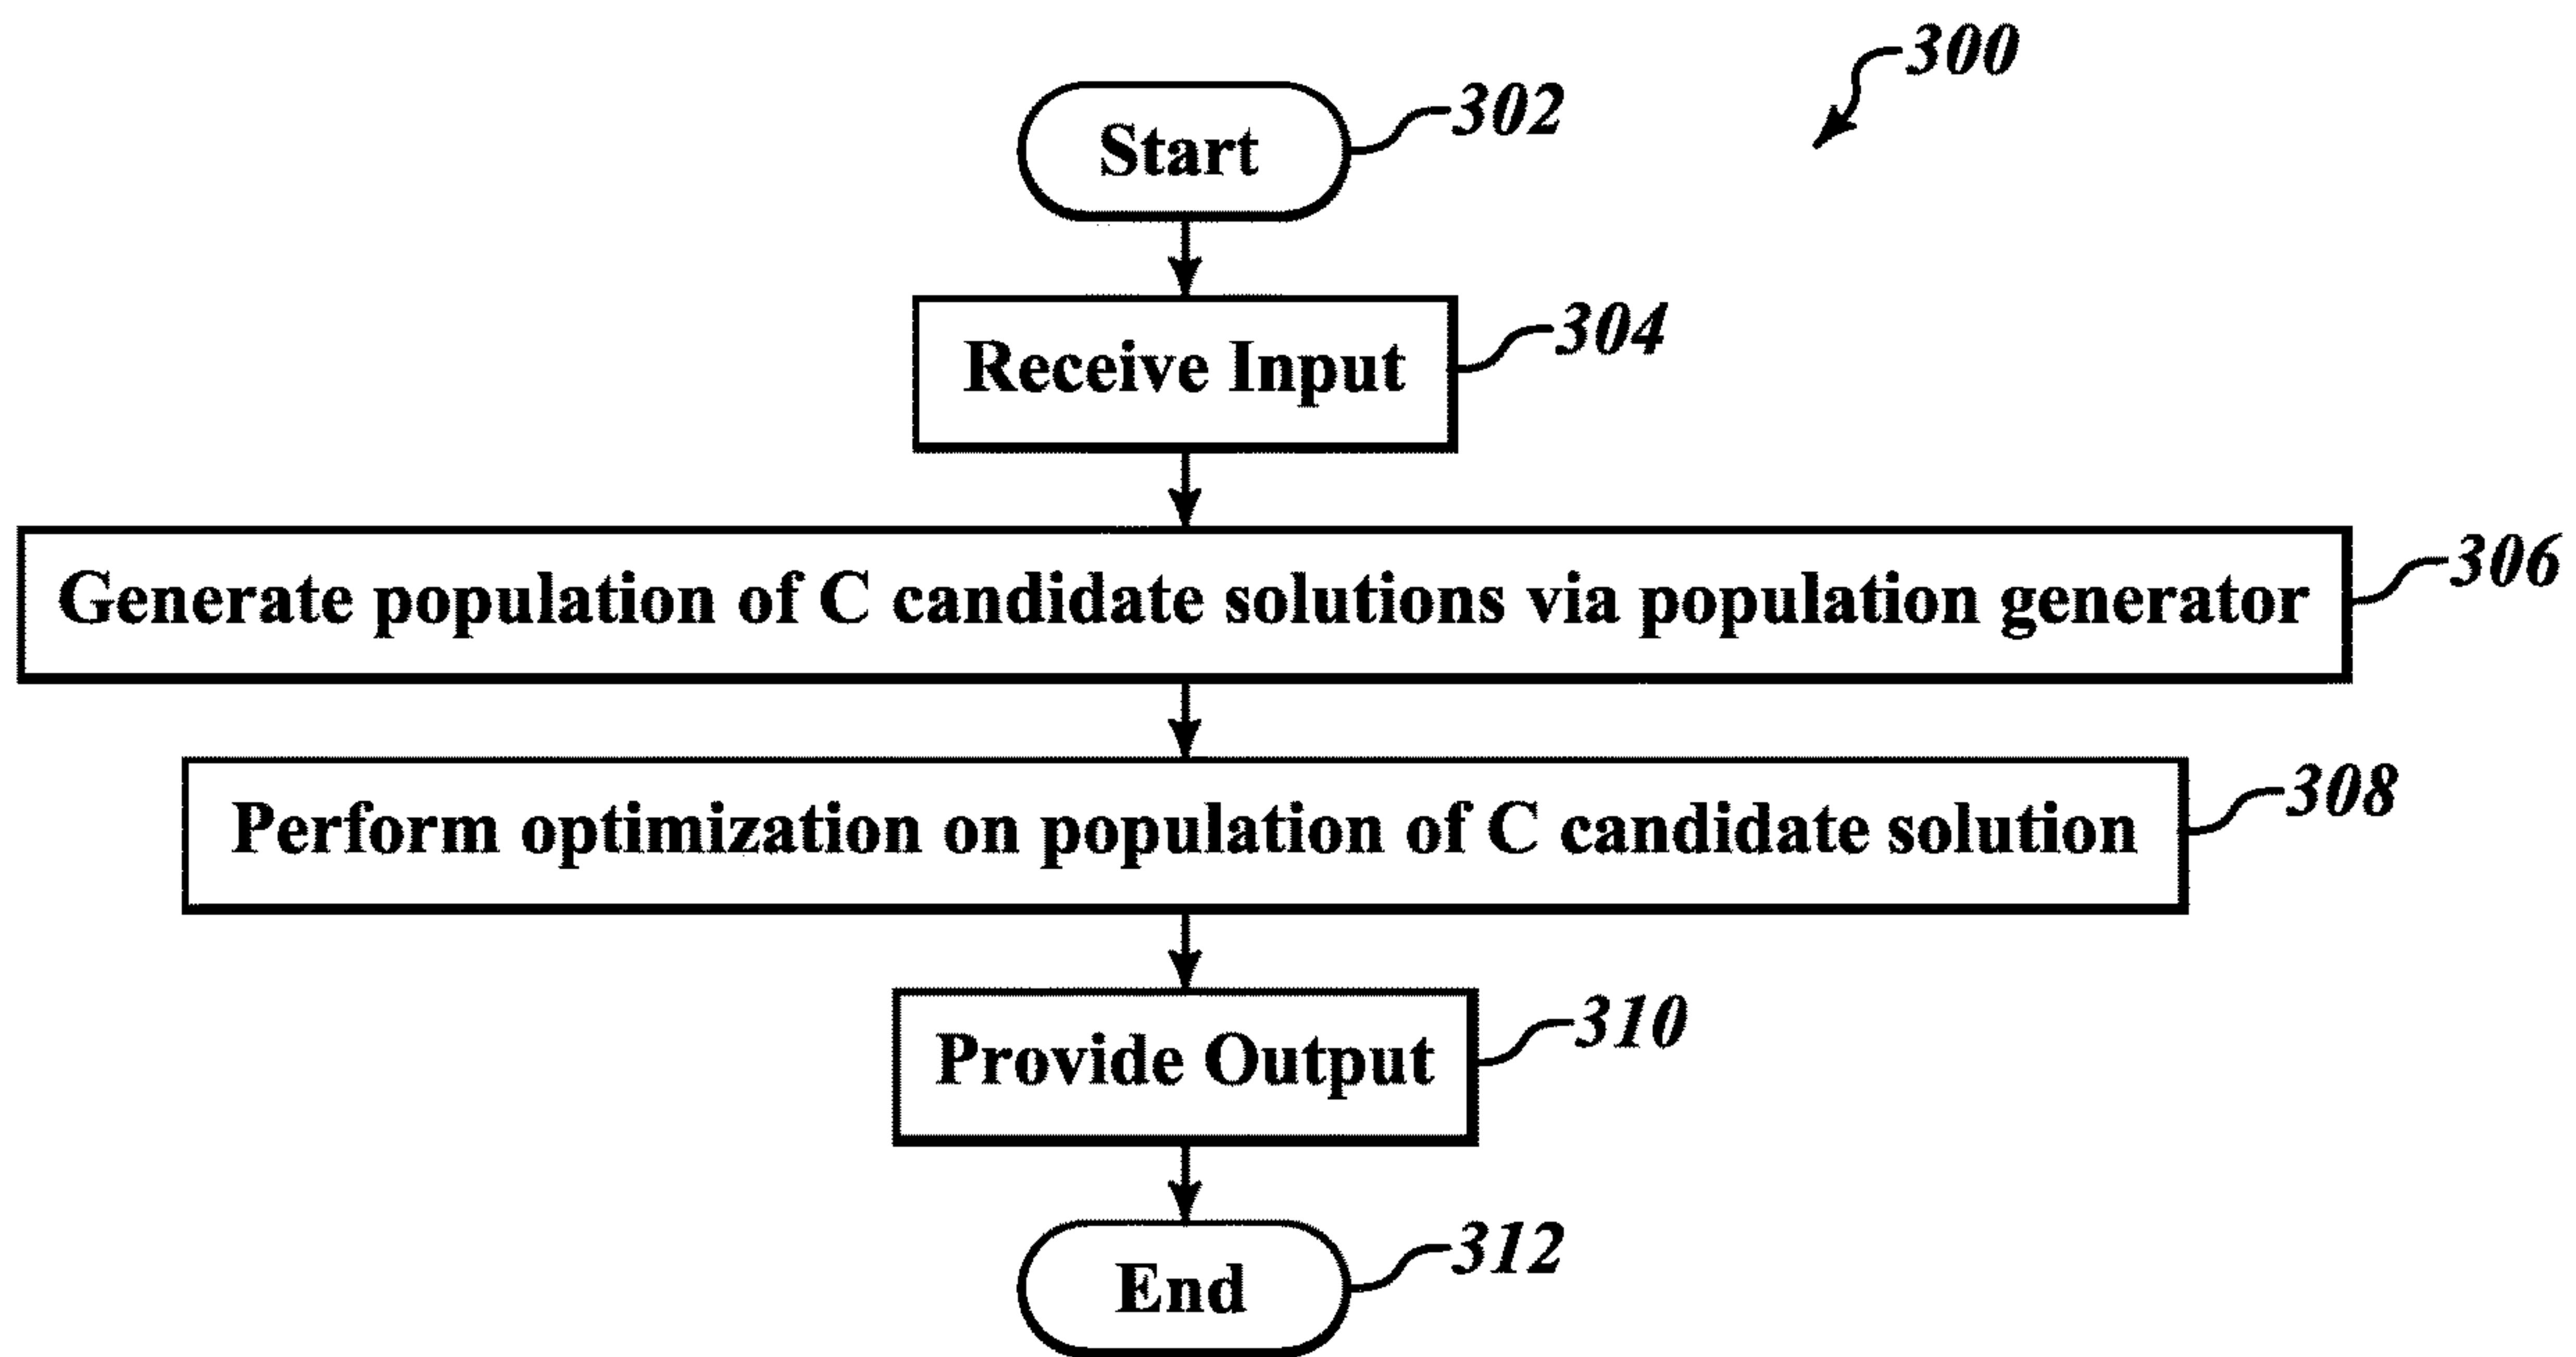 300
Start
302
Receive Input
304
Generate population of C candidate solutions via population generator
306
Perform optimization on population of C candidate solution
308
Provide Output
310
End
312